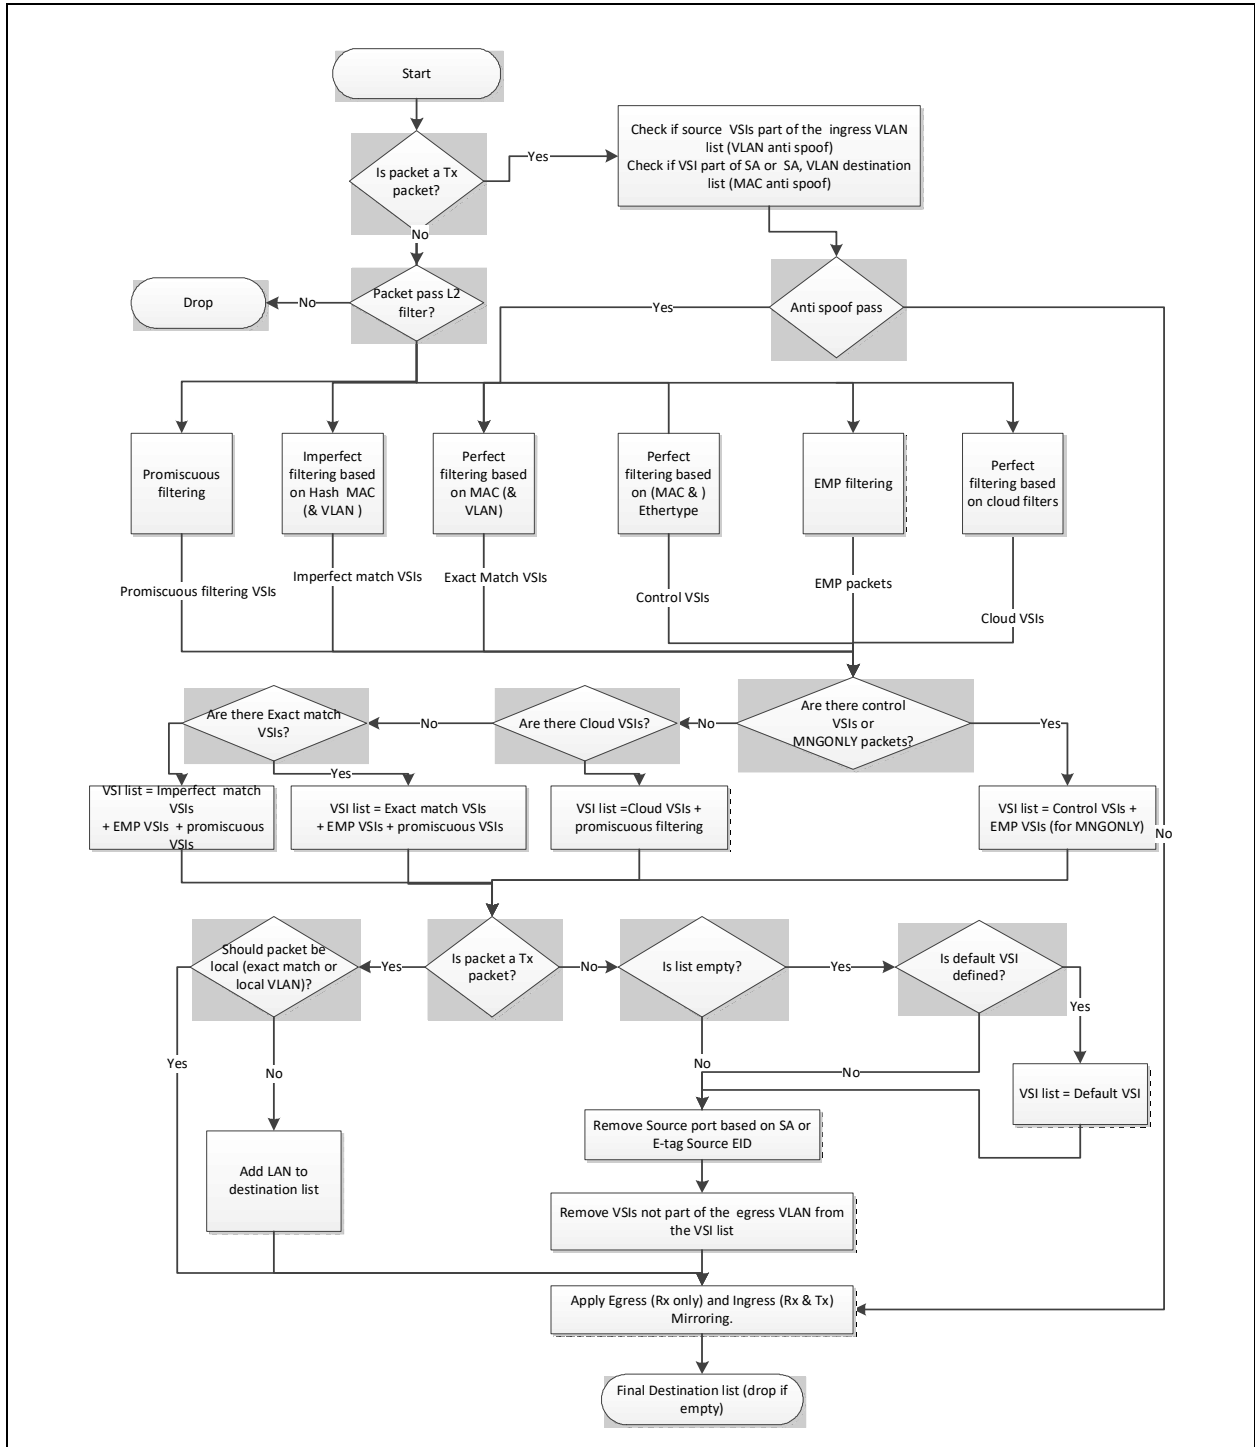 Start
Check if source VSIs part of the ingress VLAN
list (VLAN anti spoof)
Check if VSI part of SA or SA, VLAN destination
list (MAC anti spoof)
Is packet a Tx
packet?
Yes
No
Drop
No
Packet pass L2
filter?
Yes
Anti spoof pass
Promiscuous
filtering
Imperfect
filtering based
on Hash MAC
(& VLAN )
Perfect
filtering based
on MAC (&
VLAN)
Perfect
filtering based
on (MAC & )
Ethertype
EMP filtering
Perfect
filtering based
on cloud filters
Promiscuous filtering VSIs
Imperfect match VSIs
Exact Match VSIs
Control VSIs
EMP packets
Cloud VSIs
Are there Exact match
VSIs?
No
Are there Cloud VSIs?
No
Are there control
VSIs or
MNGONLY packets?
Yes
Yes
VSI list = Imperfect match
VSIs
+ EMP VSIs + promiscuous
VSIs
VSI list = Exact match VSIs
+ EMP VSIs + promiscuous VSIs
VSI list =Cloud VSIs +
promiscuous filtering
VSI list = Control VSIs +
EMP VSIs (for MNGONLY)
No
Should packet be
local (exact match or
local VLAN)?
Yes
Is packet a Tx
packet?
No
Is list empty?
Yes
Is default VSI
defined?
Yes
Yes
No
No
No
VSI list = Default VSI
Add LAN to
destination list
Remove Source port based on SA or
E-tag Source EID
Remove VSIs not part of the egress VLAN from
the VSI list
Apply Egress (Rx only) and Ingress (Rx & Tx)
Mirroring.
Final Destination list (drop if
empty)